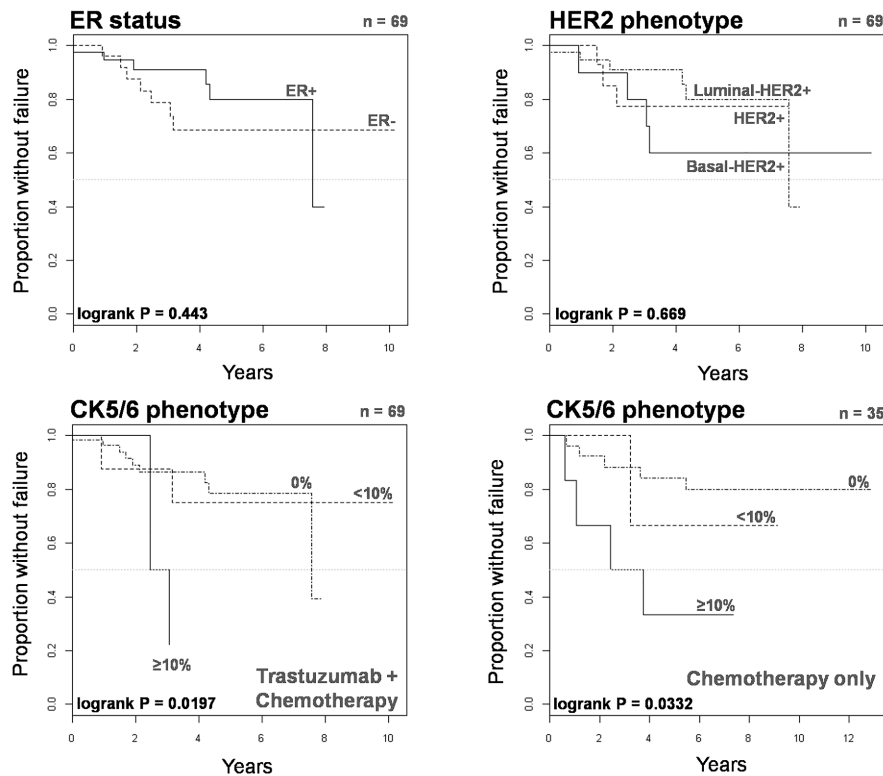 ER status
n = 69
Proportion without failure
1.0
0.8
0.6
0.4
0.2
0.0
ER+
ER-
logrank P = 0.443
0 2 4 6 8 10
Years
HER2 phenotype
n = 69
Proportion without failure
1.0
0.8
0.6
0.4
0.2
0.0
Luminal-HER2+
HER2+
Basal-HER2+
logrank P = 0.669
0 2 4 6 8 10
Years
CK5/6 phenotype
n = 69
Proportion without failure
1.0
0.8
0.6
0.4
0.2
0.0
0%
<10%
≥10%
Trastuzumab +
Chemotherapy
logrank P = 0.0197
0 2 4 6 8 10
Years
CK5/6 phenotype
n = 35
Proportion without failure
1.0
0.8
0.6
0.4
0.2
0.0
0%
<10%
≥10%
Chemotherapy only
logrank P = 0.0332
0 2 4 6 8 10 12
Years